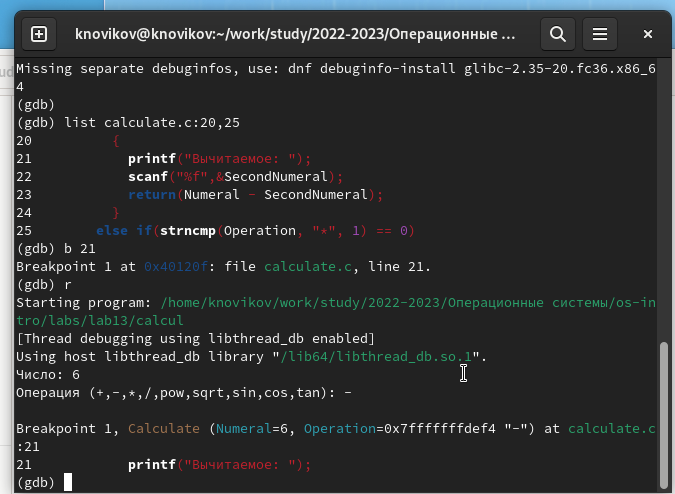 knovikov@knovikov:~/work/study/2022-2023/Операционные ...
Missing separate debuginfos, use: dnf debuginfo-install glibc-2.35-20.fc36.x86_6
4
(gdb)
(gdb) list calculate.c:20,25
20          {
21            printf("Вычитаемое: ");
22            scanf("%f",&SecondNumeral);
23            return(Numeral - SecondNumeral);
24          }
25        else if(strncmp(Operation, "*", 1) == 0)
(gdb) b 21
Breakpoint 1 at 0x40120f: file calculate.c, line 21.
(gdb) r
Starting program: /home/knovikov/work/study/2022-2023/Операционные системы/os-in
tro/labs/lab13/calcul
[Thread debugging using libthread_db enabled]
Using host libthread_db library "/lib64/libthread_db.so.1".
Число: 6
Операция (+,-,*,/,pow,sqrt,sin,cos,tan): -
Breakpoint 1, Calculate (Numeral=6, Operation=0x7fffffffdef4 "-") at calculate.c
:21
21            printf("Вычитаемое: ");
(gdb)